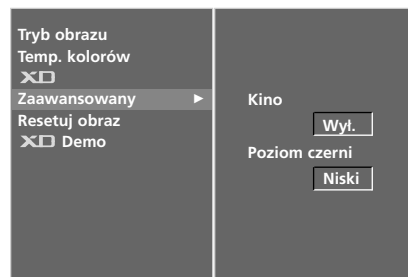 Tryb obrazu
Temp. kolorów
XD
Zaawansowany ►
Resetuj obraz
XD Demo
Kino
Wył.
Poziom czerni
Niski